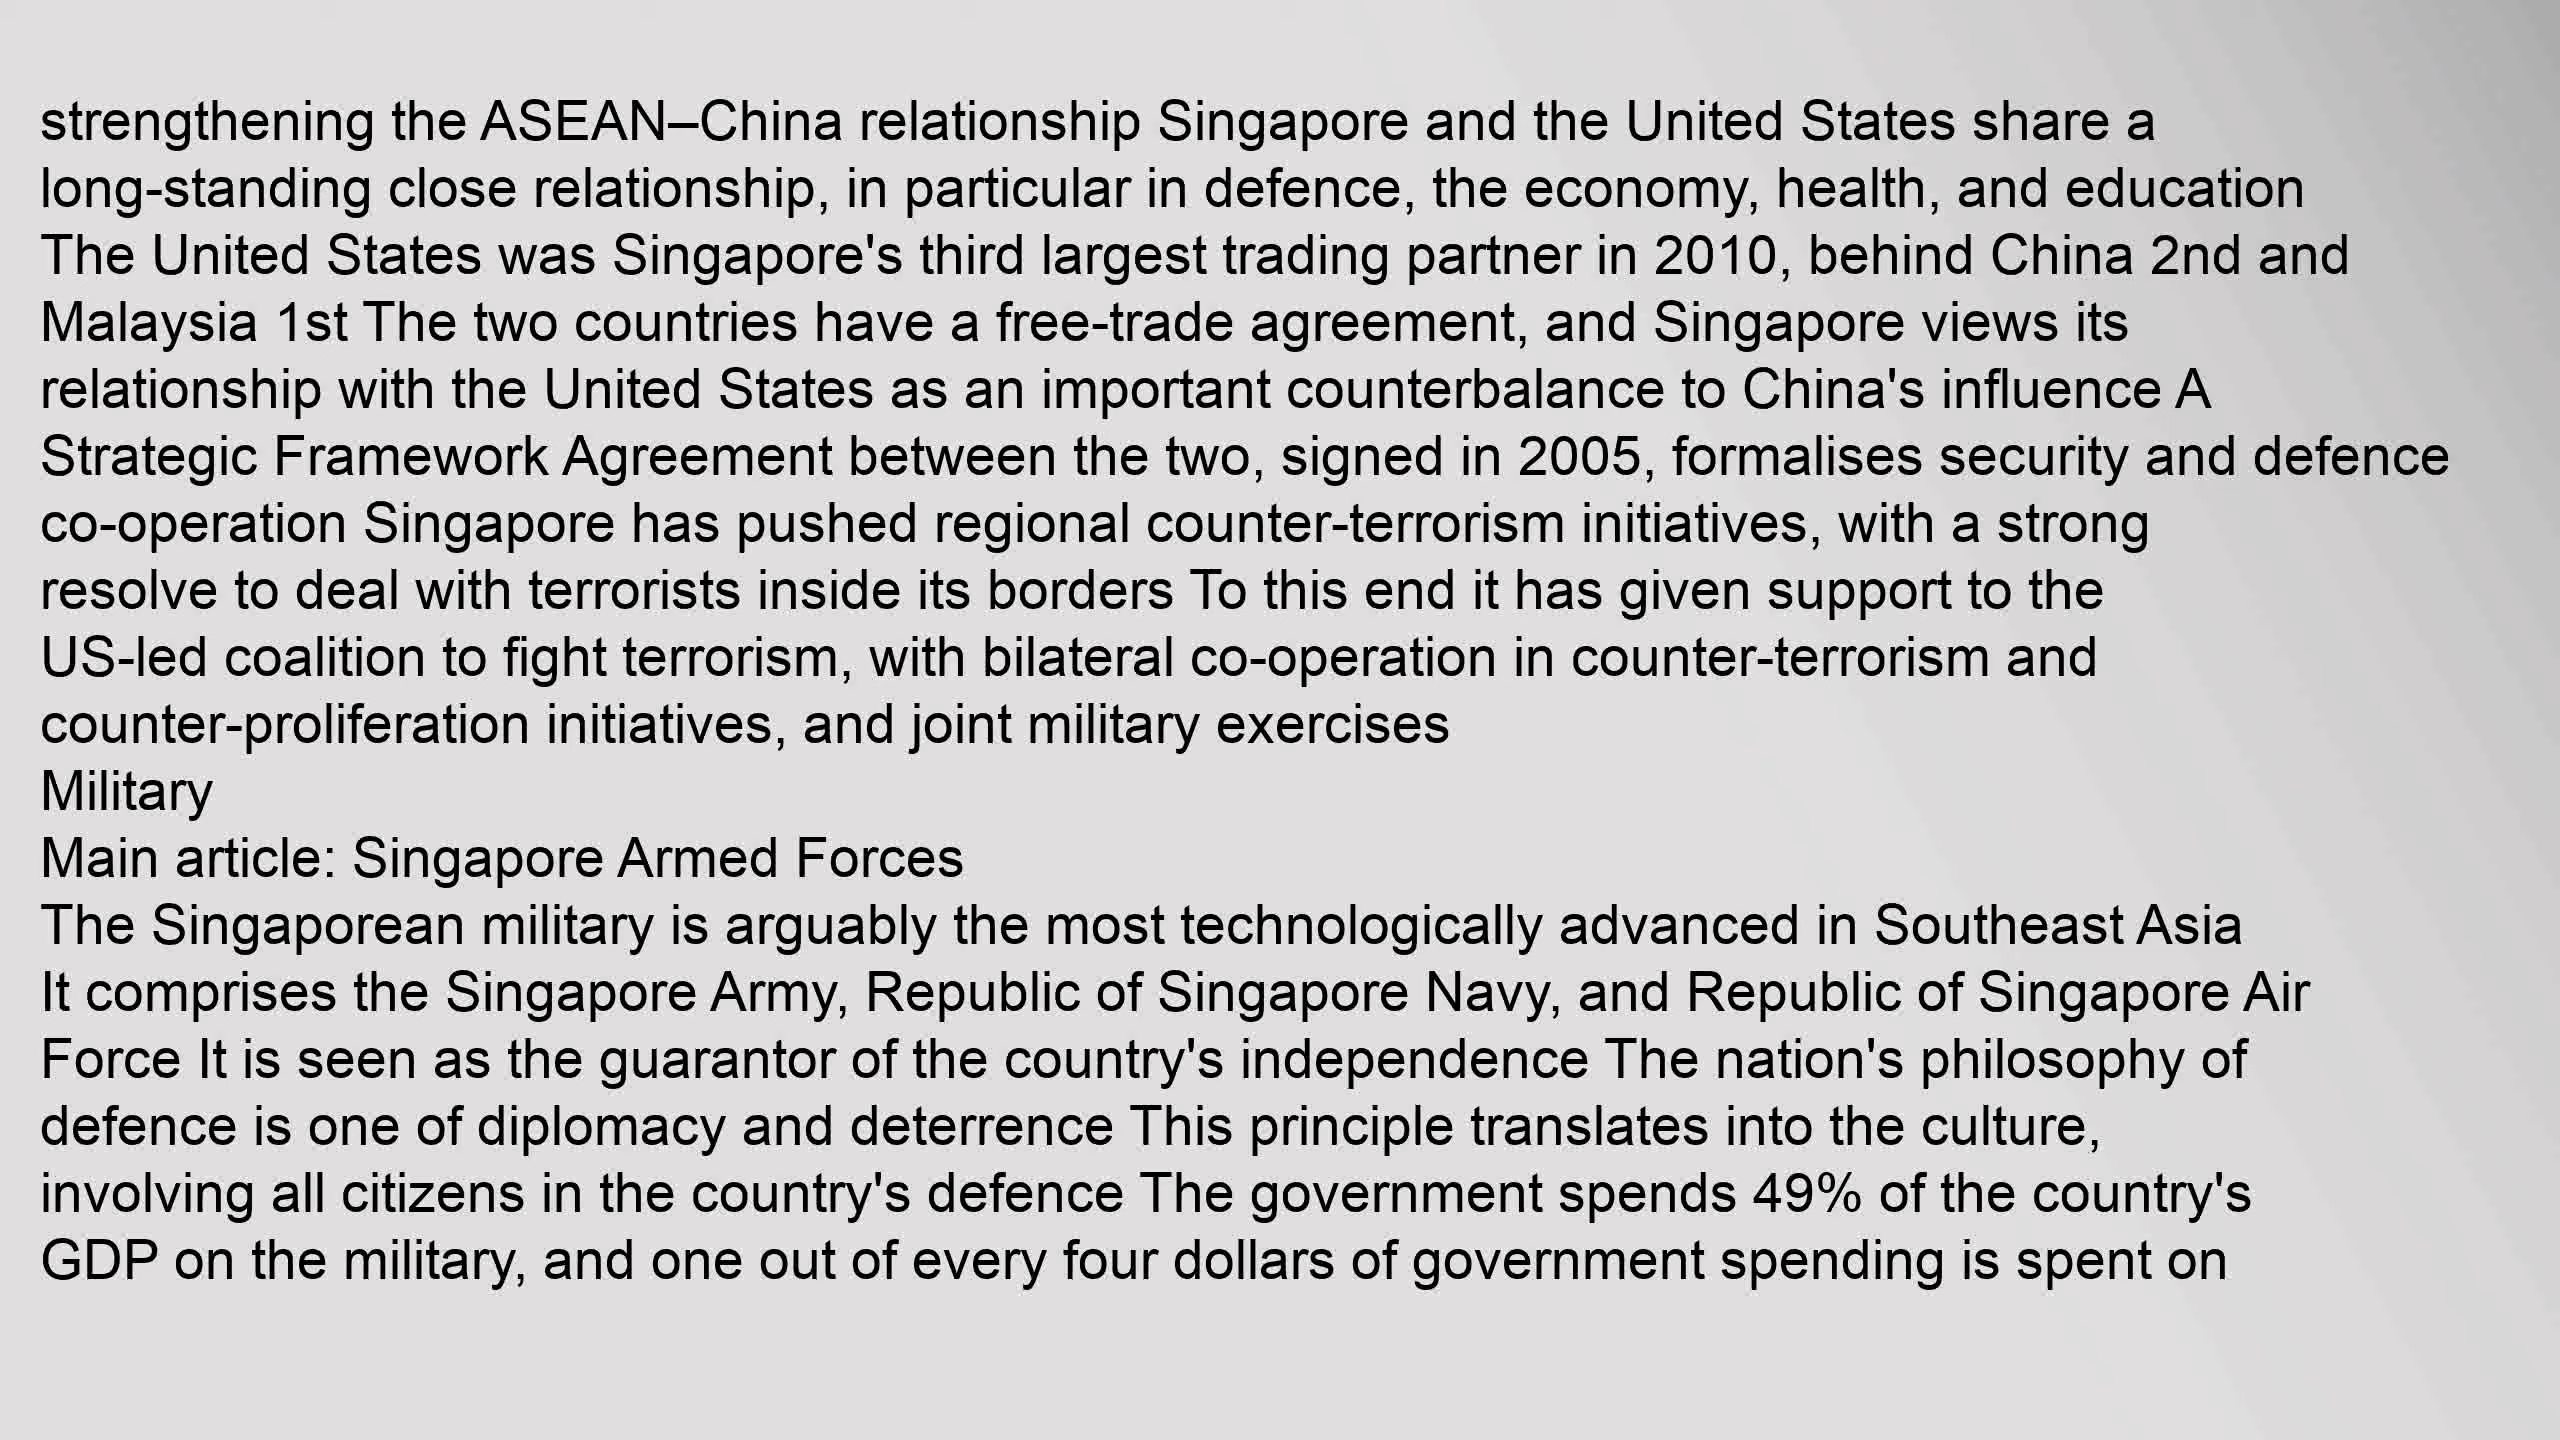 strengthening the ASEAN–China relationship Singapore and the United States share a
long-standing close relationship, in particular in defence, the economy, health, and education
The United States was Singapore's third largest trading partner in 2010, behind China 2nd and
Malaysia 1st The two countries have a free-trade agreement, and Singapore views its
relationship with the United States as an important counterbalance to China's influence A
Strategic Framework Agreement between the two, signed in 2005, formalises security and defence
co-operation Singapore has pushed regional counter-terrorism initiatives, with a strong
resolve to deal with terrorists inside its borders To this end it has given support to the
US-led coalition to fight terrorism, with bilateral co-operation in counter-terrorism and
counter-proliferation initiatives, and joint military exercises
Military
Main article: Singapore Armed Forces
The Singaporean military is arguably the most technologically advanced in Southeast Asia
It comprises the Singapore Army, Republic of Singapore Navy, and Republic of Singapore Air
Force It is seen as the guarantor of the country's independence The nation's philosophy of
defence is one of diplomacy and deterrence This principle translates into the culture,
involving all citizens in the country's defence The government spends 49% of the country's
GDP on the military, and one out of every four dollars of government spending is spent on